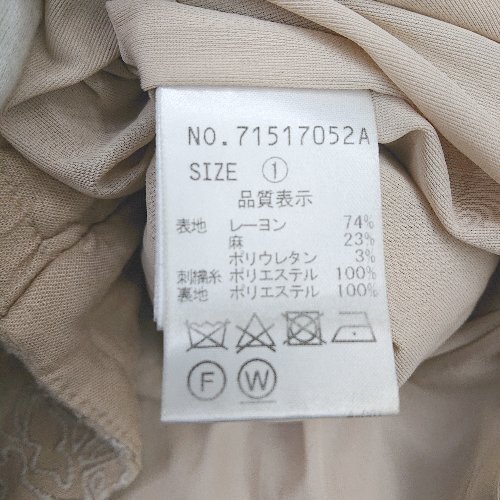 NO.71517052A
SIZE ①
品質表示
表地 レーヨン 74%
麻 23%
ポリウレタン 3%
刺繍糸 ポリエステル 100%
裏地 ポリエステル 100%
F W